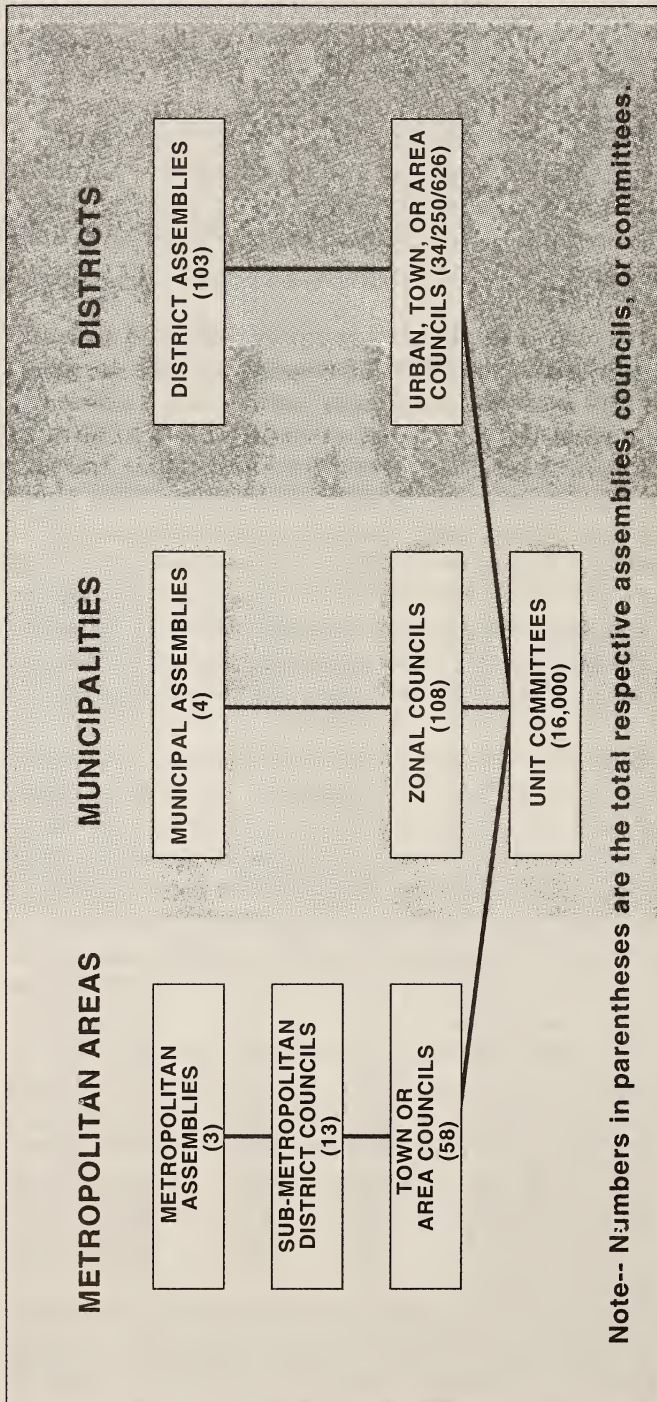 METROPOLITAN AREAS
METROPOLITAN
ASSEMBLIES
(3)
SUB-METROPOLITAN
DISTRICT COUNCILS
(13)
TOWN OR
AREA COUNCILS
(58)
MUNICIPALITIES
MUNICIPAL ASSEMBLIES
(4)
ZONAL COUNCILS
(108)
UNIT COMMITTEES
(16,000)
DISTRICTS
DISTRICT ASSEMBLIES
(103)
URBAN, TOWN, OR AREA
COUNCILS (34/250/626)
Note-- Numbers in parentheses are the total respective assemblies, councils, or committees.